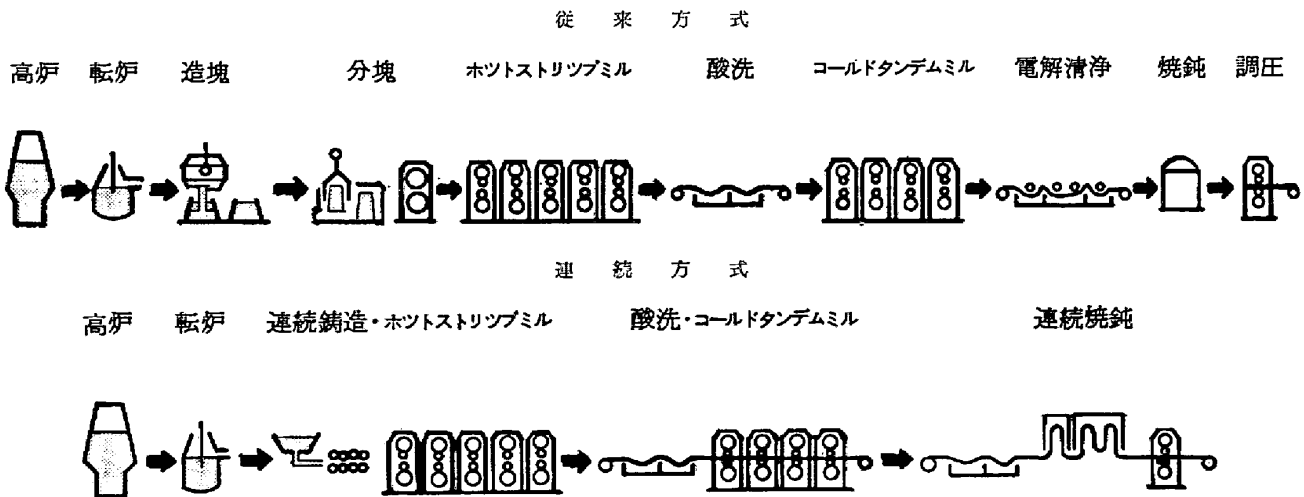 従来方式
高炉 転炉 造塊 分塊 ホツトストリツプミル 酸洗 コールドタンデムミル 電解清浄 焼鈍 調圧
連続方式
高炉 転炉 連続鋳造・ホツトストリツプミル 酸洗・コールドタンデムミル 連続焼鈍